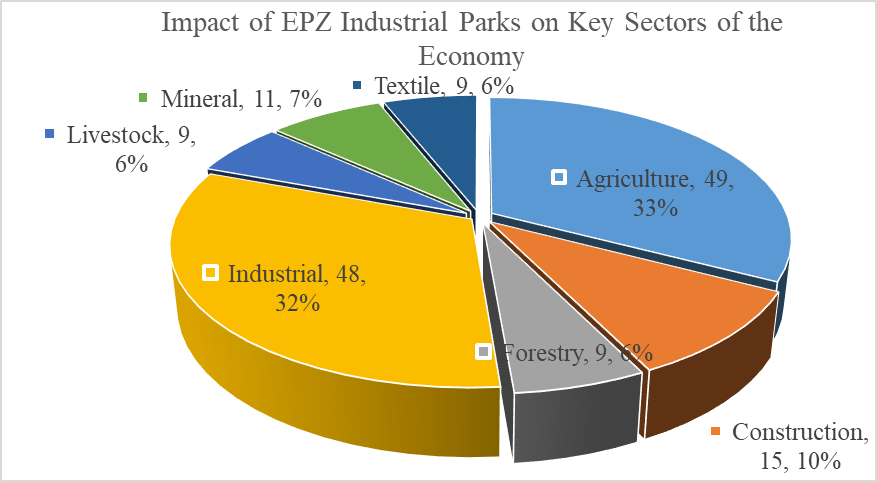 Impact of EPZ Industrial Parks on Key Sectors of the
Economy
Textile, 9, 6%
Mineral, 11, 7%
Livestock, 9,
6%
Agriculture, 49,
33%
Industrial, 48,
32%
Forestry, 9, 6%
Construction,
15, 10%